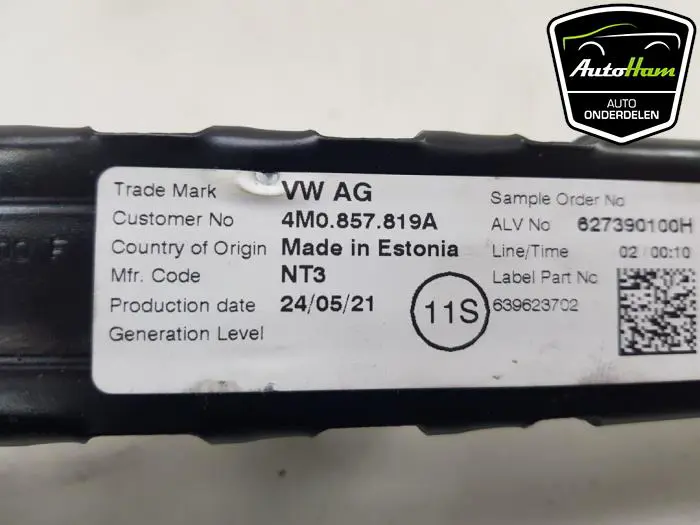 AutoHam
AUTO
ONDERDELEN
Trade Mark VW AG
Customer No 4M0.857.819A
Country of Origin Made in Estonia
Mfr. Code NT3
Production date 24/05/21
Generation Level
11S
Sample Order No
ALV No 627390100H
Line/Time 02/00:10
Label Part No
639623702